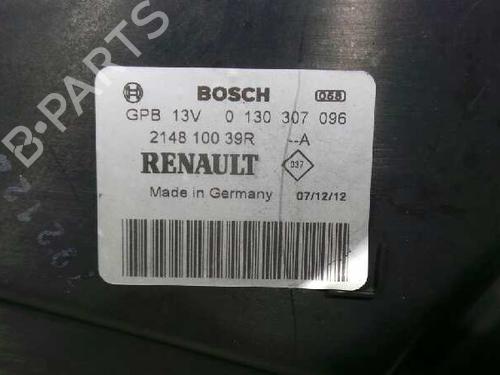 B-PARTS
BOSCH 058
GPB 13V 0 130 307 096
2148 100 39R --A
RENAULT 037
Made in Germany 07/12/12